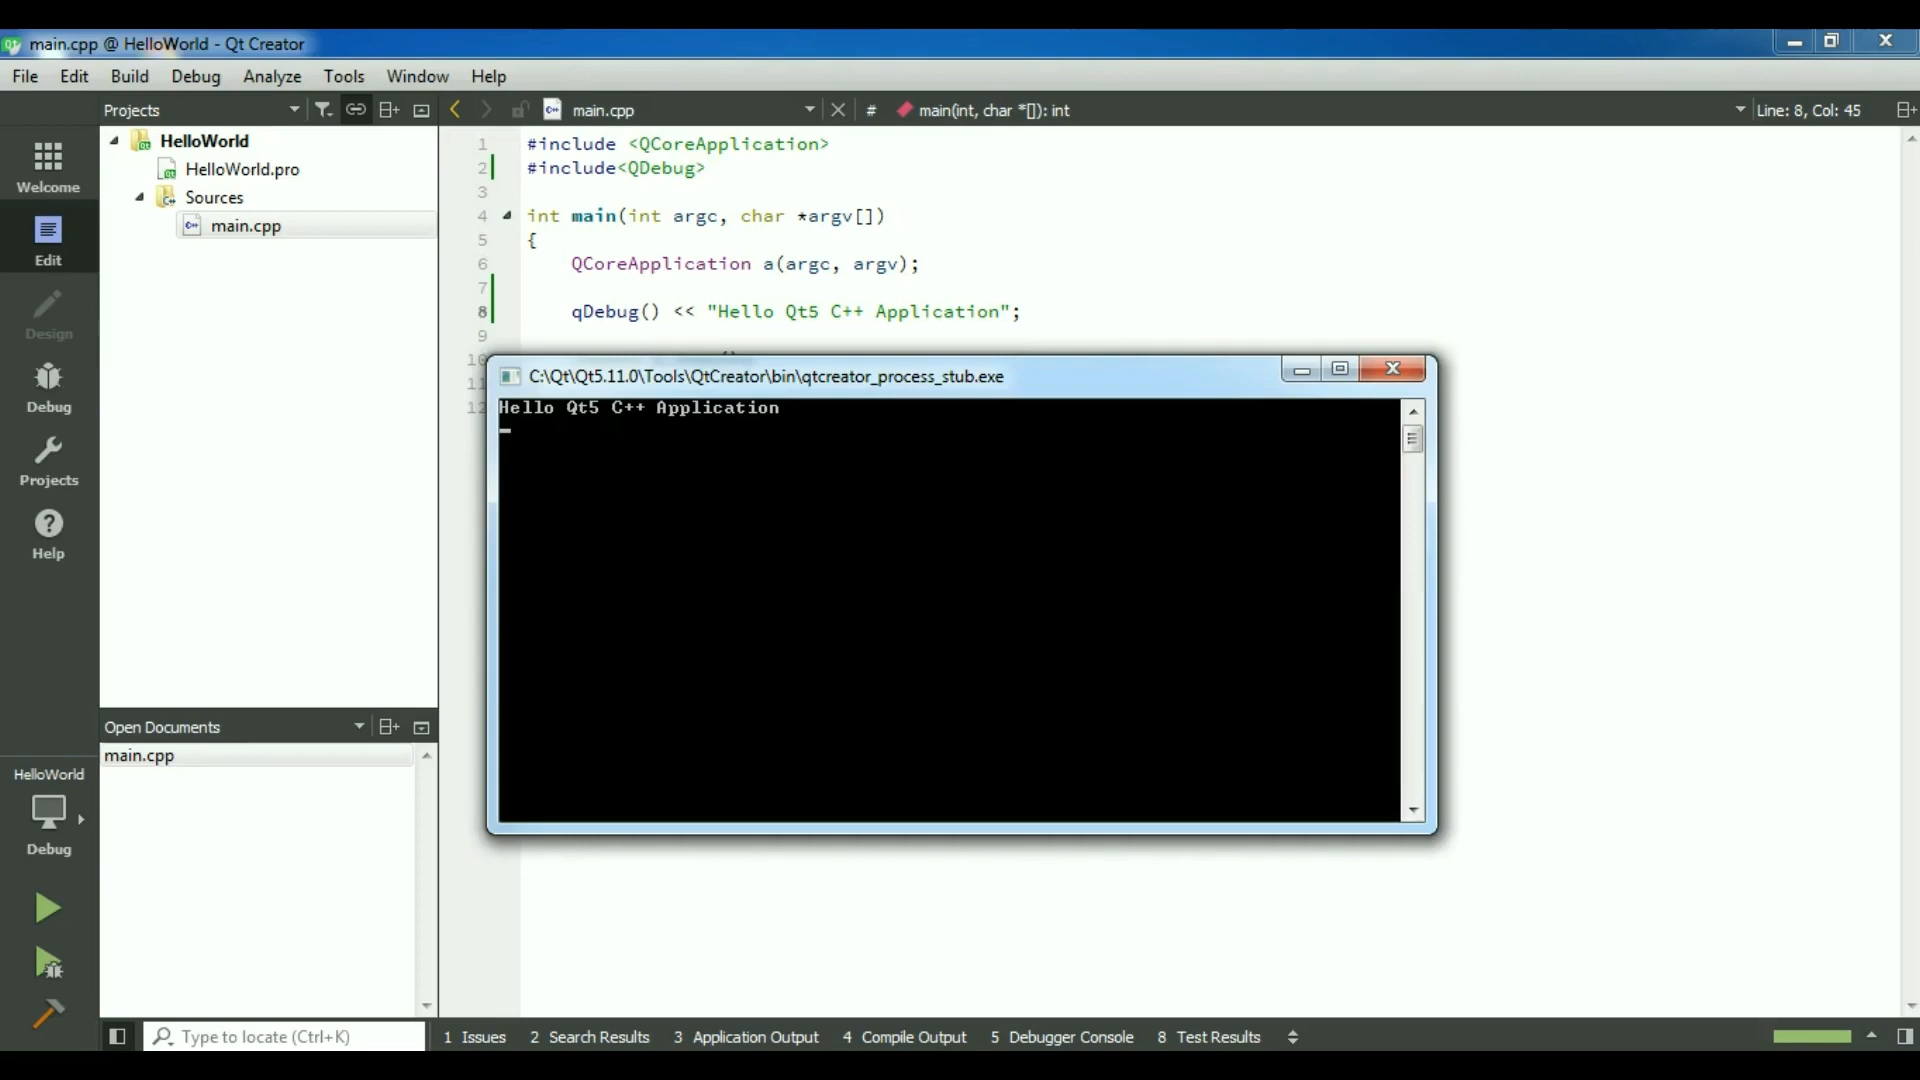 main.cpp @ HelloWorld - Qt Creator
File Edit Build Debug Analyze Tools Window Help
Projects
main.cpp
# main(int, char *[]): int
Line: 8, Col: 45
Welcome
Edit
Design
Debug
Projects
Help
HelloWorld
Debug
HelloWorld
HelloWorld.pro
Sources
main.cpp
Open Documents
main.cpp
1 #include <QCoreApplication>
2 #include<QDebug>
3
4 int main(int argc, char *argv[])
5 {
6 QCoreApplication a(argc, argv);
7
8 qDebug() << "Hello Qt5 C++ Application";
9
10
11
12
C:\Qt\Qt5.11.0\Tools\QtCreator\bin\qtcreator_process_stub.exe
Hello Qt5 C++ Application
Type to locate (Ctrl+K)
1 Issues 2 Search Results 3 Application Output 4 Compile Output 5 Debugger Console 8 Test Results